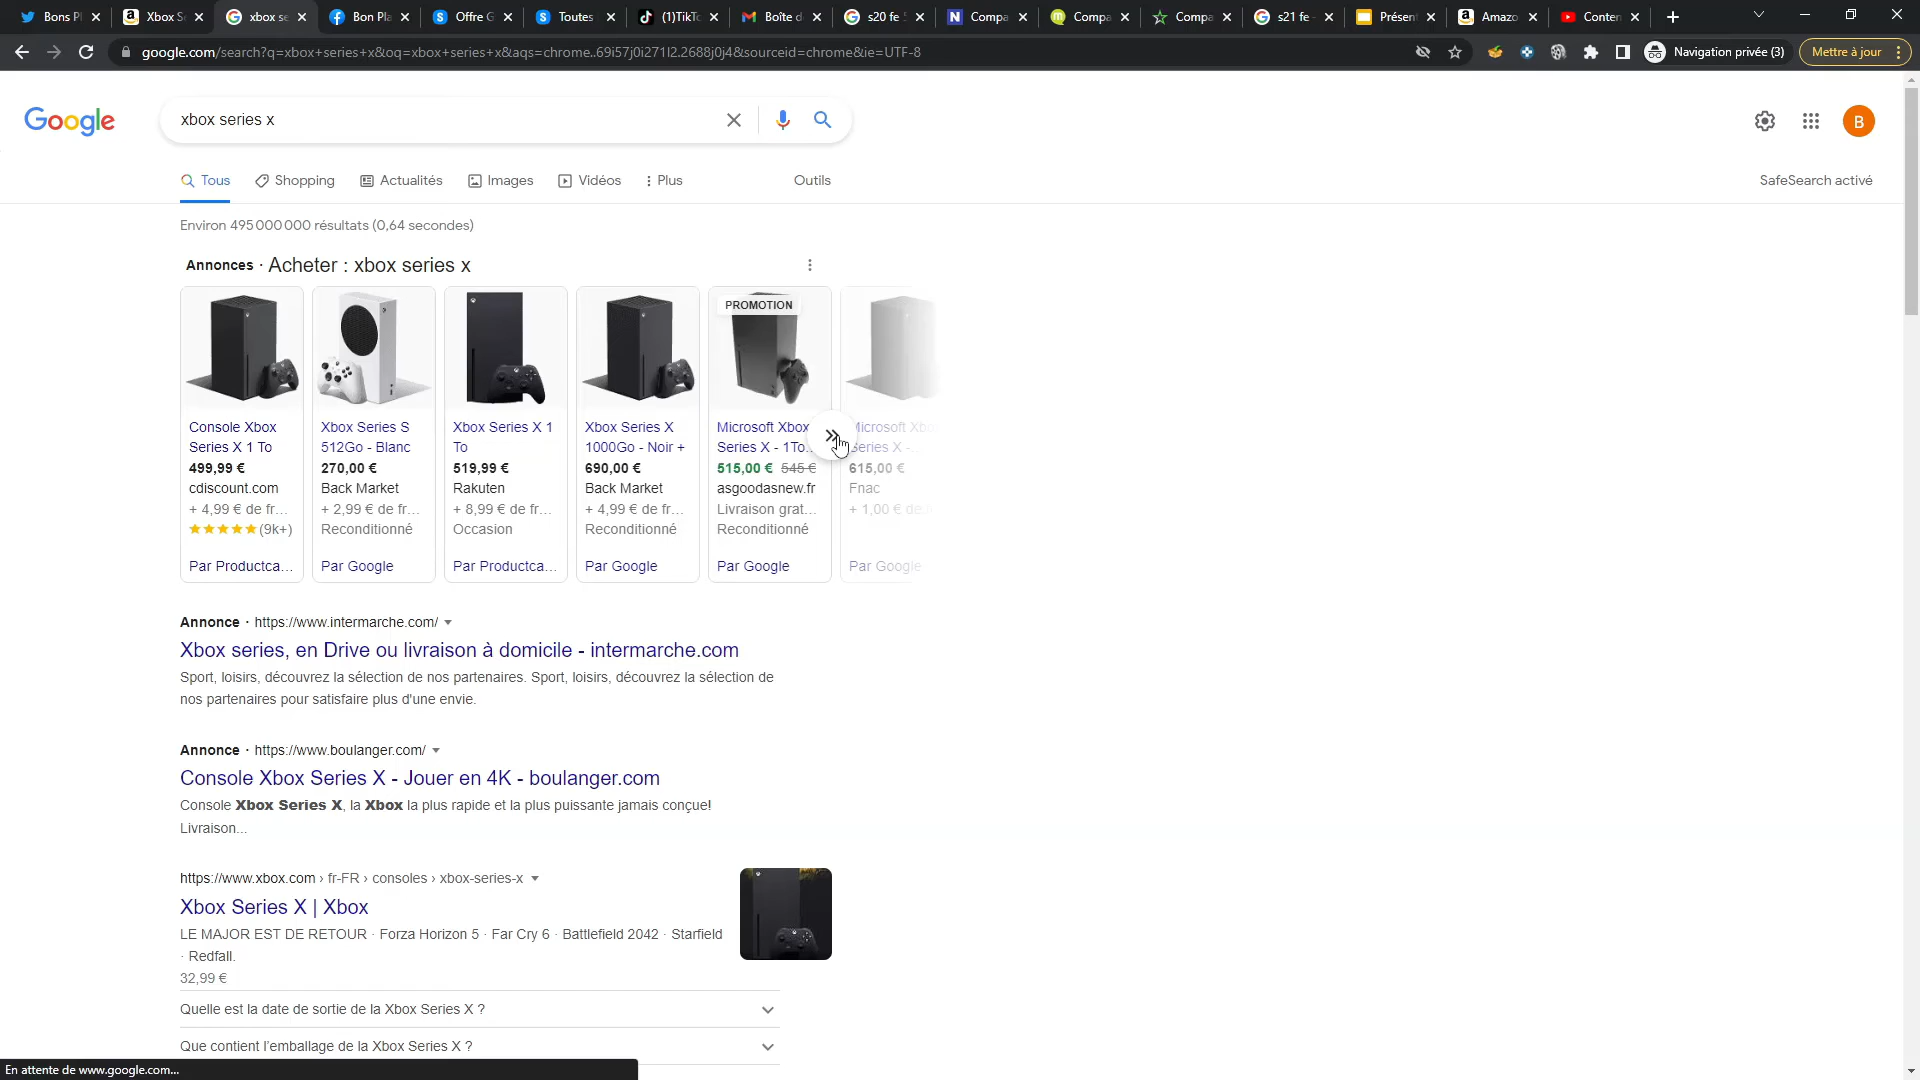 Bons Pl
Xbox S
xbox se
Bon Pla
Offre G
Toutes
(1)TikTo
Boîte d
s20 fe
Compa
Compa
Compa
s21 fe -
Présen
Amazo
Conten
google.com/search?q=xbox+series+x&oq=xbox+series+x&aqs=chrome..69i57j0i271l2.2688j0j4&sourceid=chrome&ie=UTF-8
Navigation privée (3)
Mettre à jour
Google
xbox series x
B
Tous
Shopping
Actualités
Images
Vidéos
Plus
Outils
SafeSearch activé
Environ 495 000 000 résultats (0,64 secondes)
Annonces · Acheter : xbox series x
Console Xbox
Series X 1 To
499,99 €
cdiscount.com
+ 4,99 € de fr...
(9k+)
Par Productca...
Xbox Series S
512Go - Blanc
270,00 €
Back Market
+ 2,99 € de fr...
Reconditionné
Par Google
Xbox Series X 1
To
519,99 €
Rakuten
+ 8,99 € de fr...
Occasion
Par Productca...
Xbox Series X
1000Go - Noir +
690,00 €
Back Market
+ 4,99 € de fr...
Reconditionné
Par Google
PROMOTION
Microsoft Xbox
Series X - 1To...
515,00 € 545 €
asgoodasnew.fr
Livraison grat...
Reconditionné
Par Google
Microsoft Xbo
Series X -...
615,00 €
Fnac
+ 1,00 € de
Par Google
Annonce · https://www.intermarche.com/
Xbox series, en Drive ou livraison à domicile - intermarche.com
Sport, loisirs, découvrez la sélection de nos partenaires. Sport, loisirs, découvrez la sélection de
nos partenaires pour satisfaire plus d'une envie.
Annonce · https://www.boulanger.com/
Console Xbox Series X - Jouer en 4K - boulanger.com
Console Xbox Series X, la Xbox la plus rapide et la plus puissante jamais conçue!
Livraison...
https://www.xbox.com › fr-FR › consoles › xbox-series-x
Xbox Series X | Xbox
LE MAJOR EST DE RETOUR · Forza Horizon 5 · Far Cry 6 · Battlefield 2042 · Starfield
· Redfall.
32,99 €
Quelle est la date de sortie de la Xbox Series X ?
Que contient l'emballage de la Xbox Series X ?
En attente de www.google.com...